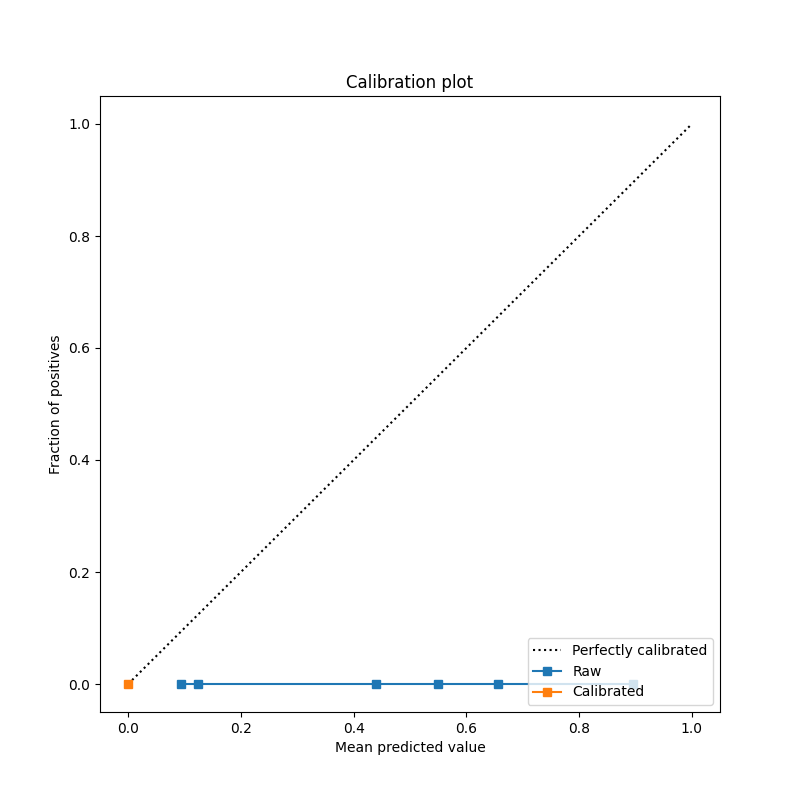 Calibration plot
1.0
0.8
0.6
0.4
0.2
0.0
Fraction of positives
Perfectly calibrated
Raw
Calibrated
0.0 0.2 0.4 0.6 0.8 1.0
Mean predicted value